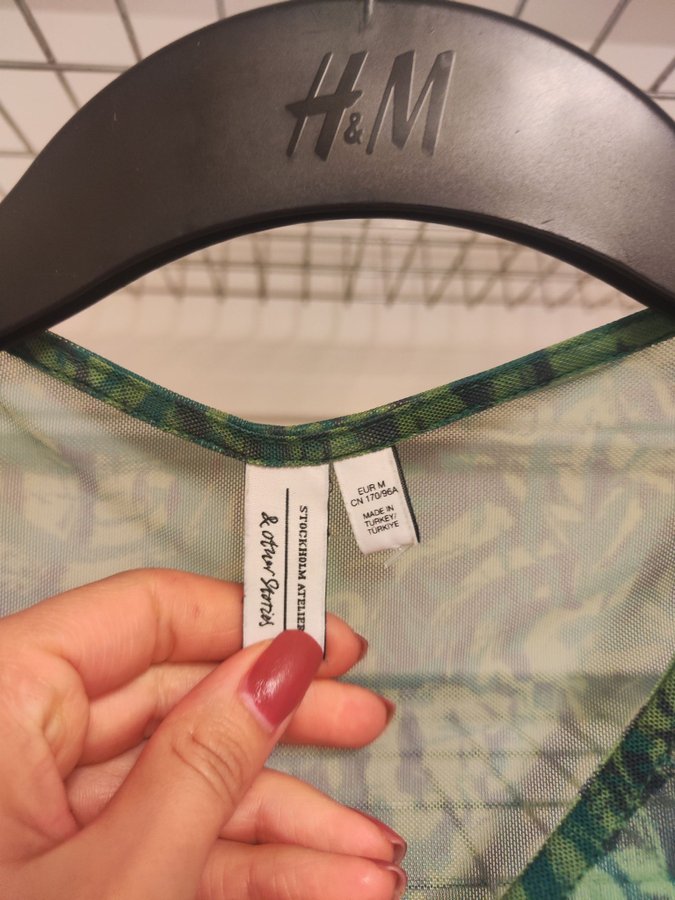 H&M
STOCKHOLM ATELIER
& other Stories
EUR M
CN 170/96A
MADE IN
TURKEY/
TÜRKIYE